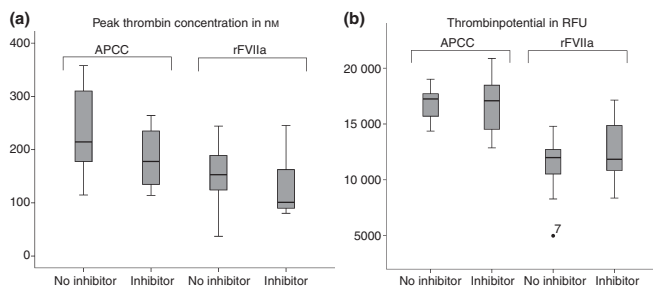 (a) Peak thrombin concentration in nM
APCC rFVIIa
400
300
200
100
0
No inhibitor Inhibitor No inhibitor Inhibitor
(b) Thrombinpotential in RFU
APCC rFVIIa
20 000
15 000
10 000
5000
7
No inhibitor Inhibitor No inhibitor Inhibitor